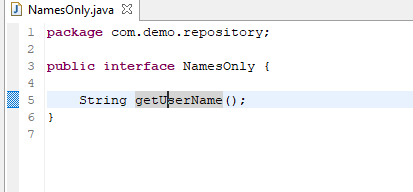 NamesOnly.java
1 package com.demo.repository;
2
3 public interface NamesOnly {
4
5     String getUserName();
6 }
7